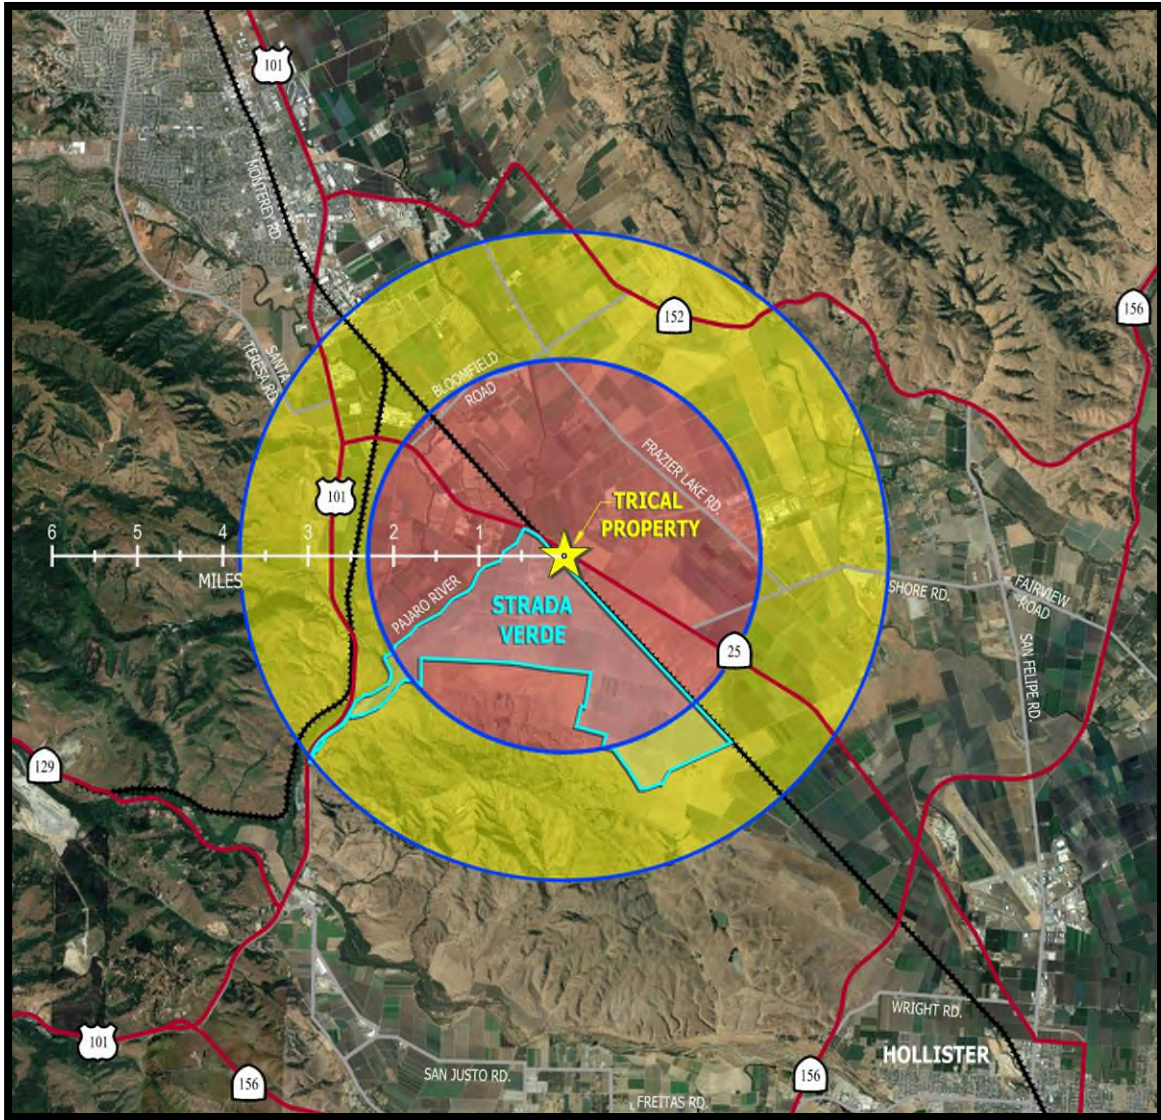 101
MONTEREY RD.
152
156
SANTA
TERESA RD.
BLOOMFIELD
ROAD
FRAZIER LAKE RD.
101
TRICAL
PROPERTY
6 5 4 3 2 1
MILES
PAJARO RIVER
STRADA
VERDE
SHORE RD.
FAIRVIEW
ROAD
25
SAN FELIPE RD.
129
WRIGHT RD.
101
HOLLISTER
156
SAN JUSTO RD.
156
FREITAS RD.